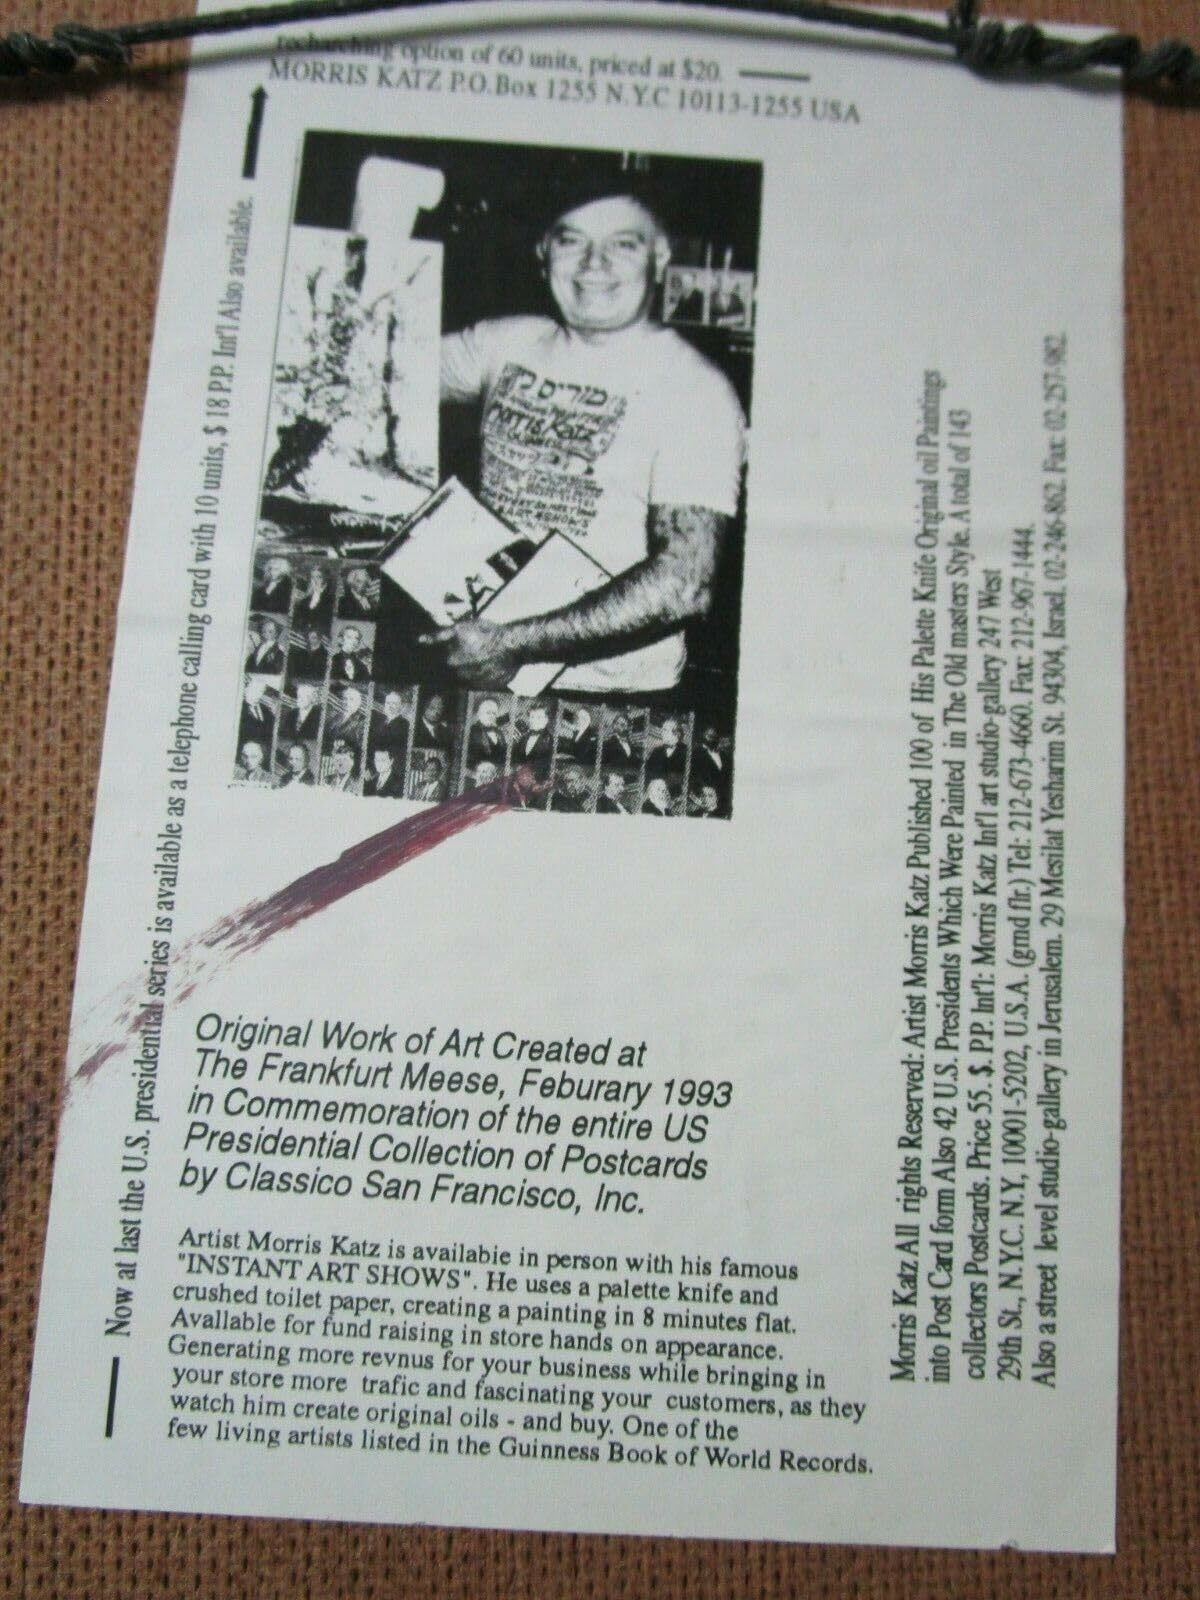 recharching option of 60 units, priced at $20.
MORRIS KATZ P.O. Box 1255 N.Y.C 10113-1255 USA
Now at last the U.S. presidential series is available as a telephone calling card with 10 units, $ 18 P.P. Int'l Also available.
מוריס כץ
Morris Katz
Original Work of Art Created at
The Frankfurt Meese, Feburary 1993
in Commemoration of the entire US
Presidential Collection of Postcards
by Classico San Francisco, Inc.
Artist Morris Katz is availabie in person with his famous
"INSTANT ART SHOWS". He uses a palette knife and
crushed toilet paper, creating a painting in 8 minutes flat.
Available for fund raising in store hands on appearance.
Generating more revnus for your business while bringing in
your store more trafic and fascinating your customers, as they
watch him create original oils - and buy. One of the
few living artists listed in the Guinness Book of World Records.
Morris Katz All rights Reserved: Artist Morris Katz Published 100 of His Palette Knife Original oil Paintings
into Post Card form Also 42 U.S. Presidents Which Were Painted in The Old masters Style. A total of 143
collectors Postcards. Price 55. $. P.P. Int'l: Morris Katz Int'l art studio-gallery 247 West
29th St., N.Y.C. N.Y, 10001-5202, U.S.A. (grnd flr.) Tel: 212-673-4660. Fax: 212-967-1444.
Also a street level studio-gallery in Jerusalem. 29 Mesilat Yesharim St. 94304, Israel. 02-246-862. Fax: 02-257-982.